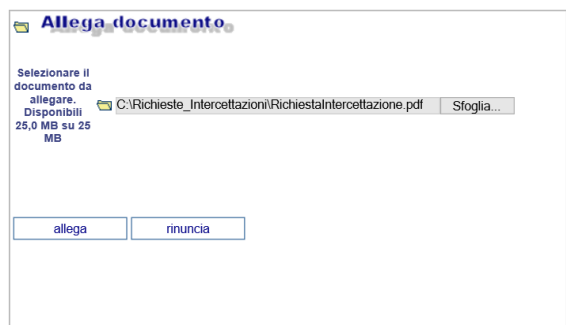 Allega documento
Selezionare il
documento da
allegare.
Disponibili
25,0 MB su 25
MB
C:\Richieste_Intercettazioni\RichiestaIntercettazione.pdf
Sfoglia...
allega
rinuncia